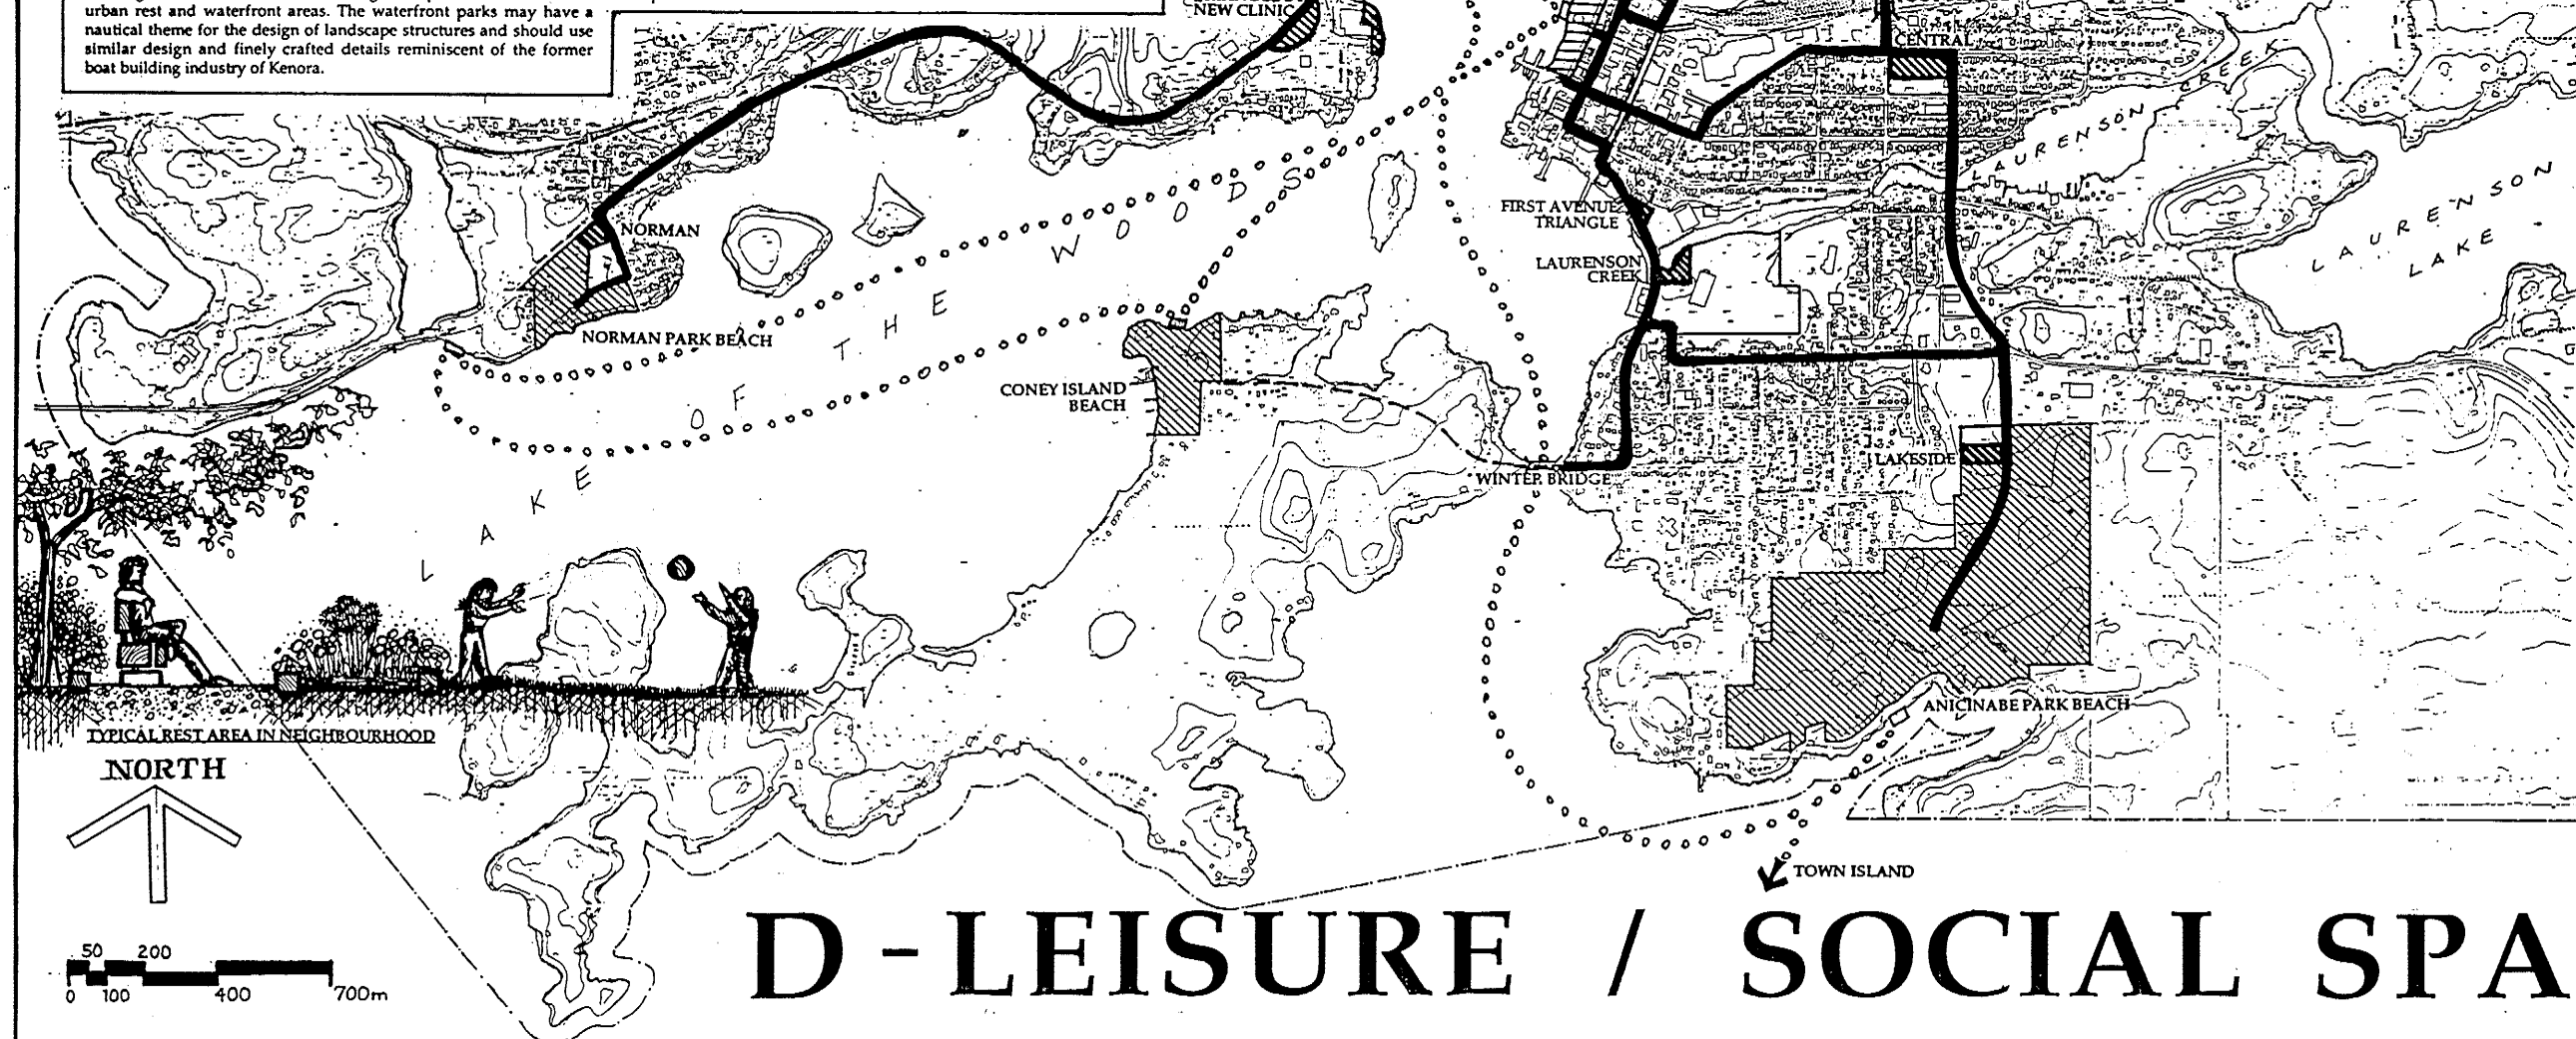 urban rest and waterfront areas. The waterfront parks may have a
nautical theme for the design of landscape structures and should use
similar design and finely crafted details reminiscent of the former
boat building industry of Kenora.
NEW CLINIC
CENTRAL
LAURENSON CREEK
LAURENSON
LAKE
FIRST AVENUE
TRIANGLE
LAURENSON
CREEK
NORMAN
NORMAN PARK BEACH
LAKE OF THE WOODS
CONEY ISLAND
BEACH
WINTER BRIDGE
LAKESIDE
ANICINABE PARK BEACH
TYPICAL REST AREA IN NEIGHBOURHOOD
NORTH
TOWN ISLAND
50 200
0 100 400 700m
D - LEISURE / SOCIAL SPA